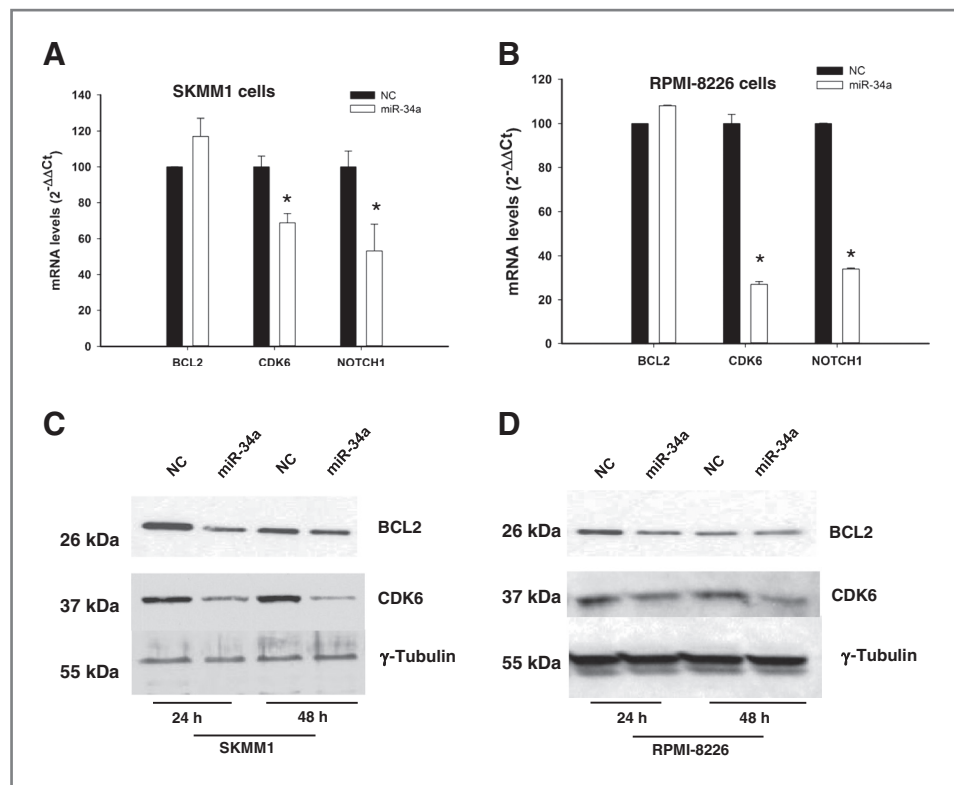 A
SKMM1 cells
NC
miR-34a
mRNA levels (2-ΔΔCt)
140
120
100
80
60
40
20
0
*
*
BCL2 CDK6 NOTCH1
B
RPMI-8226 cells
NC
miR-34a
mRNA levels (2-ΔΔCt)
120
100
80
60
40
20
0
*
*
BCL2 CDK6 NOTCH1
C
NC miR-34a NC miR-34a
26 kDa BCL2
37 kDa CDK6
55 kDa γ-Tubulin
24 h 48 h
SKMM1
D
NC miR-34a NC miR-34a
26 kDa BCL2
37 kDa CDK6
55 kDa γ-Tubulin
24 h 48 h
RPMI-8226